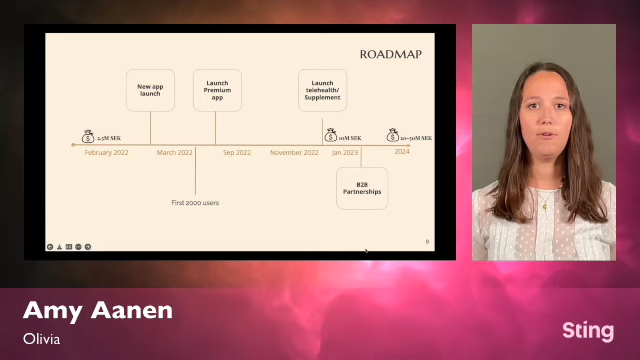 ROADMAP
New app
launch
Launch
Premium
app
Launch
telehealth/
Supplement
2,5M SEK
10M SEK
20-50M SEK
February 2022
March 2022
Sep 2022
November 2022
Jan 2023
2024
First 2000 users
B2B
Partnerships
9
Amy Aanen
Olivia
Sting